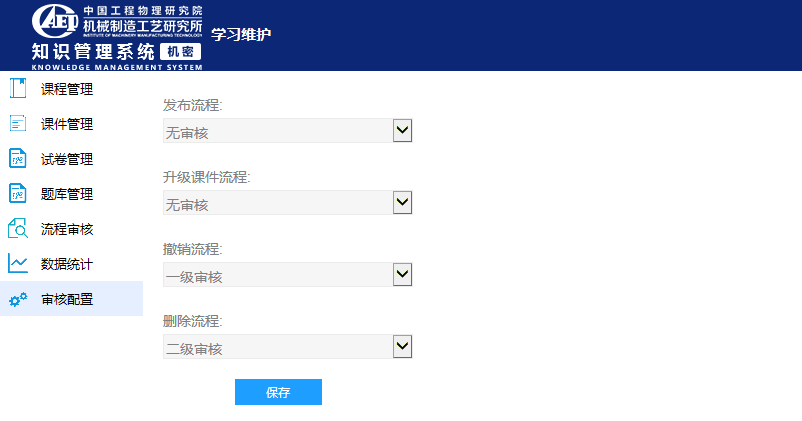 中国工程物理研究院
机械制造工艺研究所
INSTITUTE OF MACHINERY MANUFACTURING TECHNOLOGY
知识管理系统 机密
KNOWLEDGE MANAGEMENT SYSTEM
学习维护
课程管理
课件管理
试卷管理
题库管理
流程审核
数据统计
审核配置
发布流程:
无审核
升级课件流程:
无审核
撤销流程:
一级审核
删除流程:
二级审核
保存